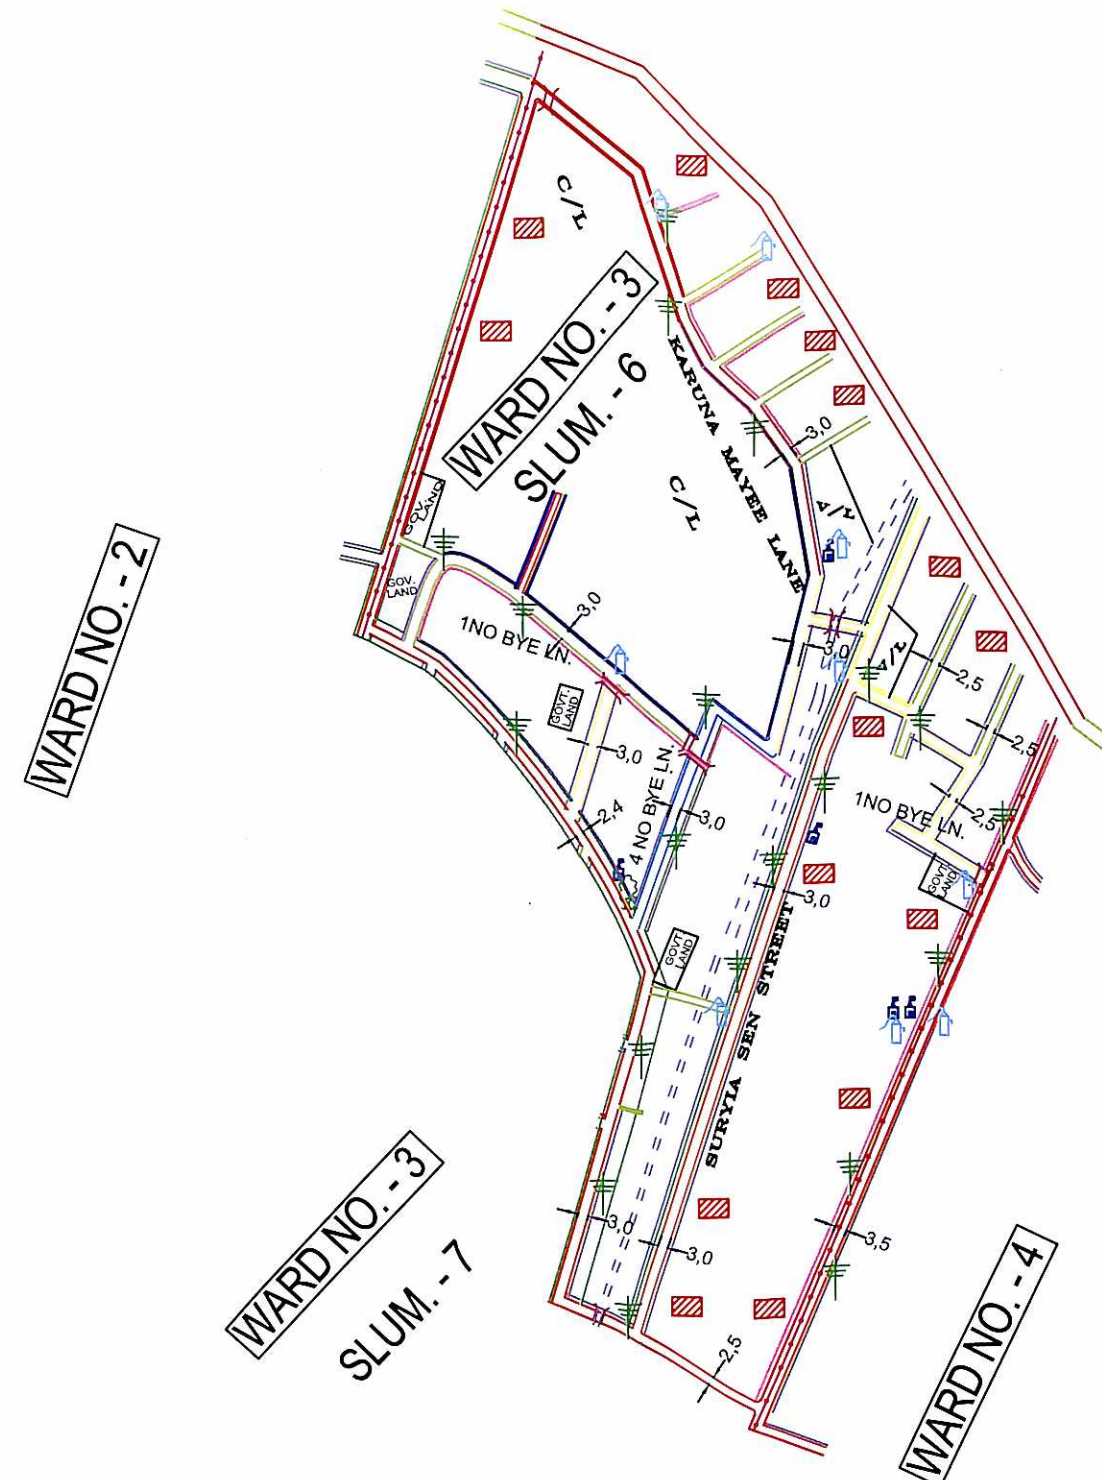 C/L
WARD NO. - 3
SLUM. - 6
KARUNA MAYEE LANE
3,0
C/L
V/L
GOV.
LAND
GOV.
LAND
WARD NO. - 2
1NO BYE LN.
3,0
3,0
V/L
2,5
GOVT.
LAND
3,0
2,5
4 NO BYE LN.
2,4
3,0
1NO BYE LN.
2,5
GOVT.
LAND
3,0
GOVT
LAND
SURYIA SEN STREET
WARD NO. - 3
SLUM. - 7
3,0
3,0
3,5
2,5
WARD NO. - 4